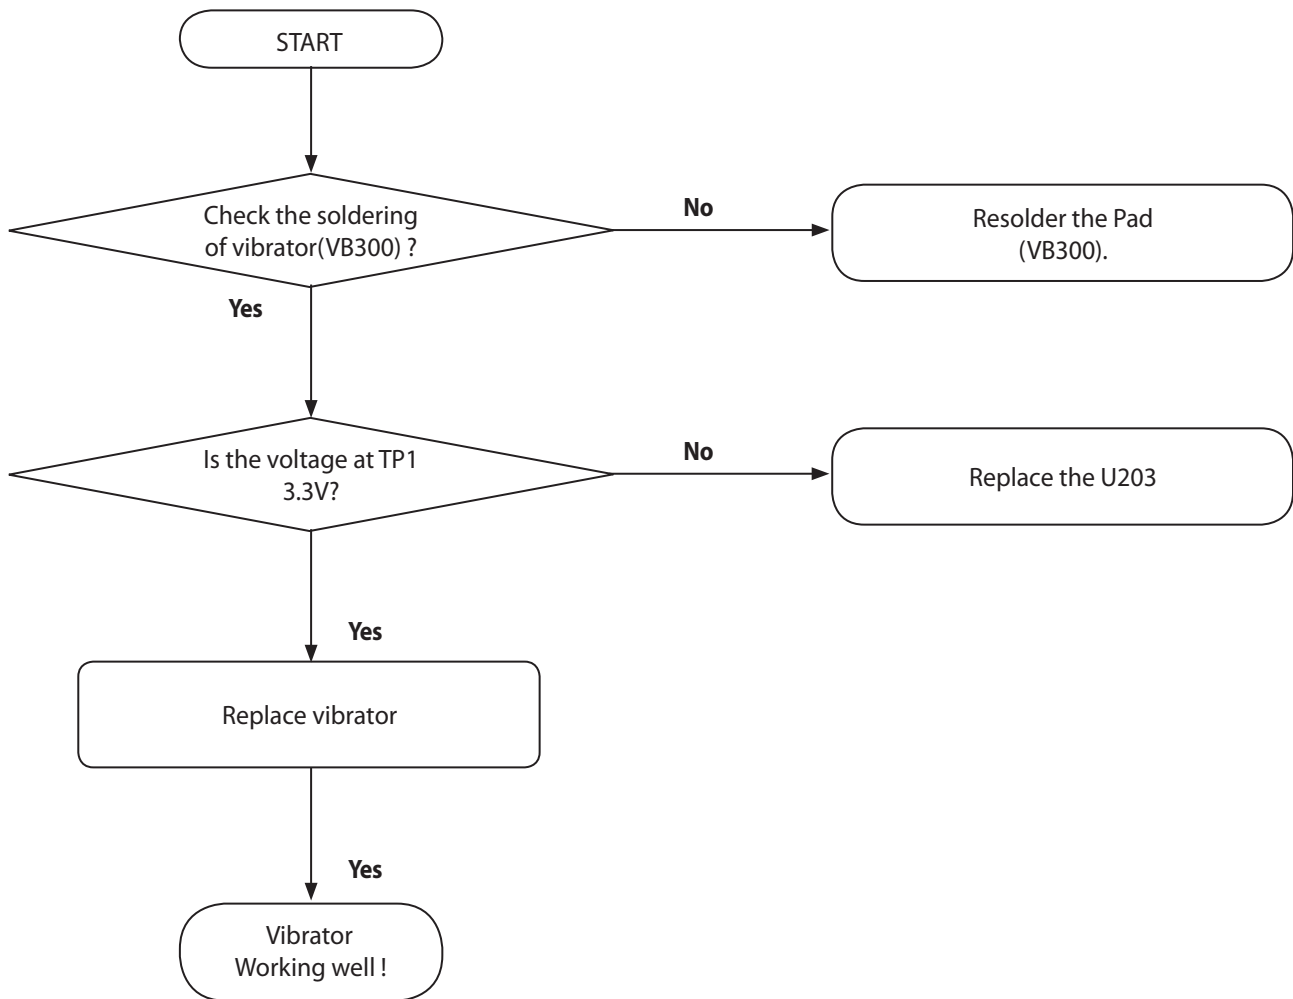 START
Check the soldering
of vibrator(VB300) ?
No
Resolder the Pad
(VB300).
Yes
Is the voltage at TP1
3.3V?
No
Replace the U203
Yes
Replace vibrator
Yes
Vibrator
Working well !